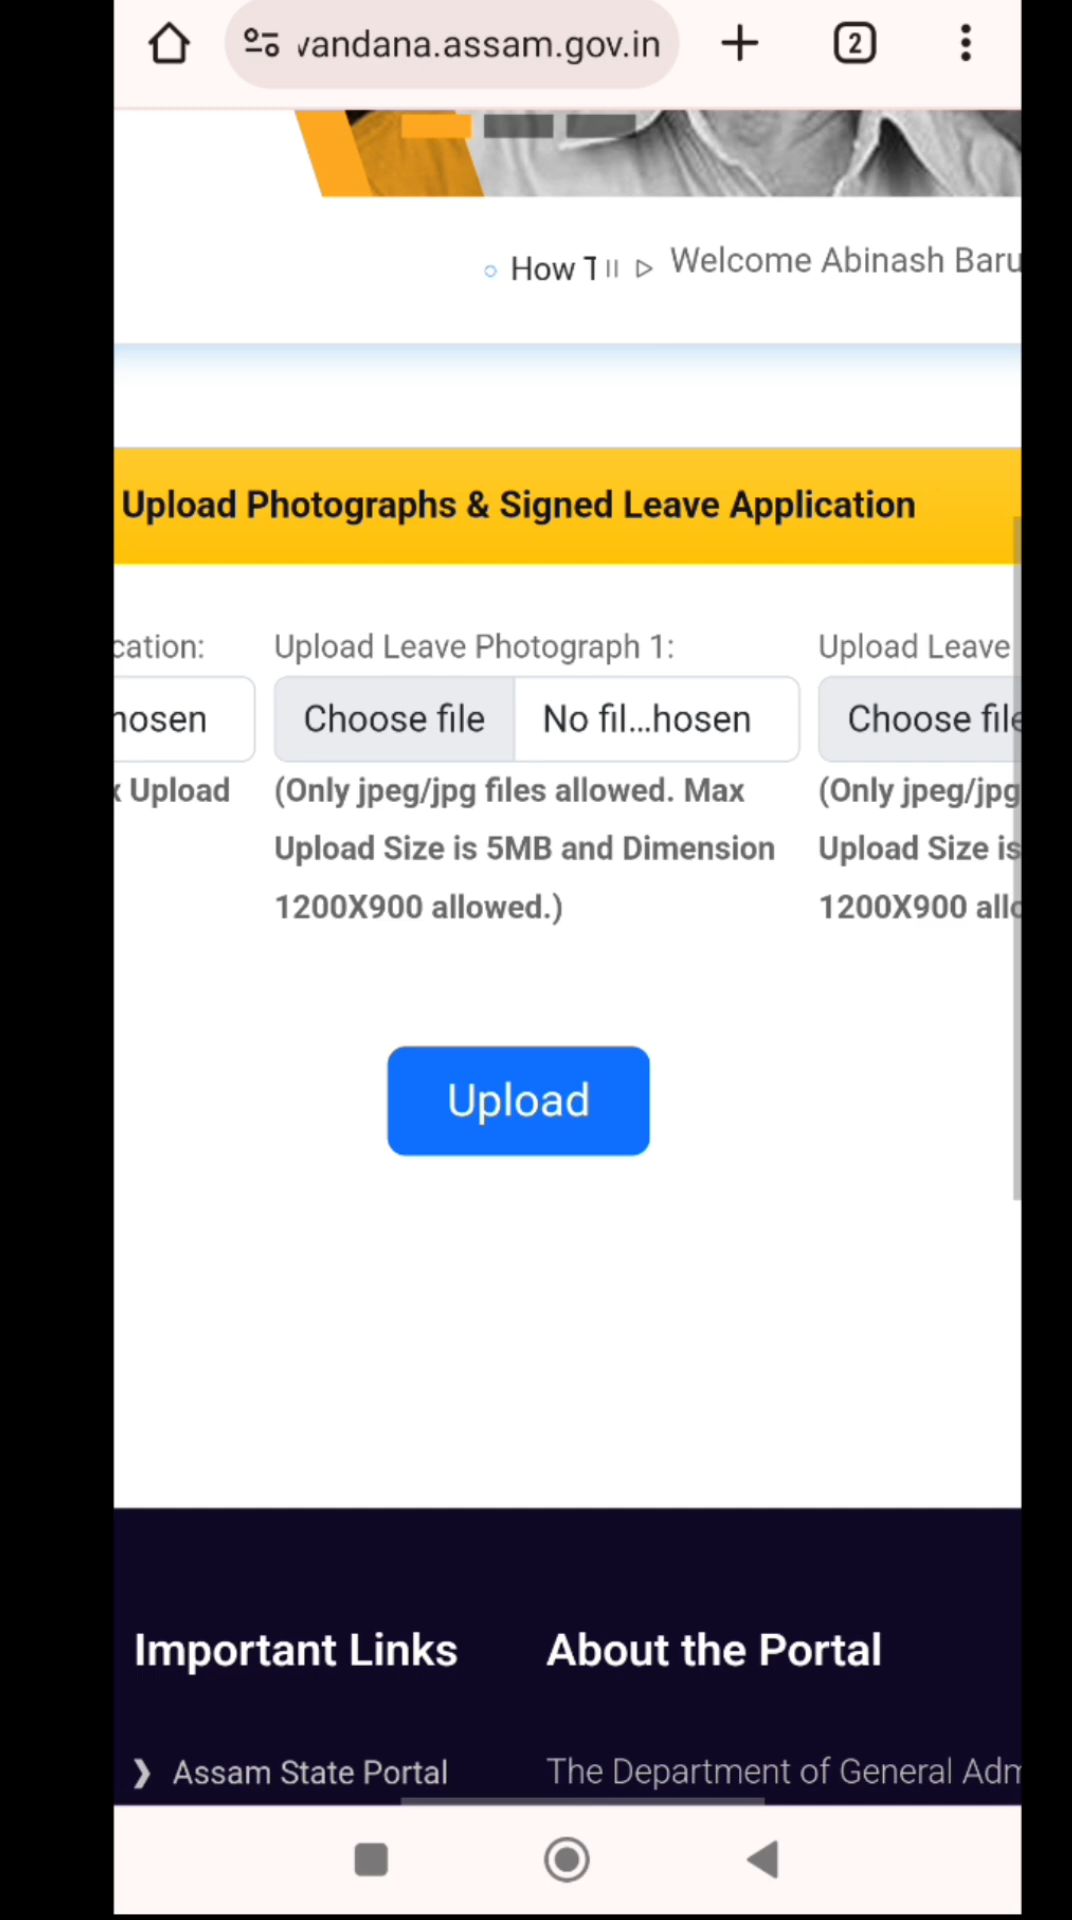 vandana.assam.gov.in
2
How T
Welcome Abinash Baru
Upload Photographs & Signed Leave Application
cation:
Upload Leave Photograph 1:
Upload Leave
hosen
Choose file
No fil...hosen
Choose file
x Upload
(Only jpeg/jpg files allowed. Max
(Only jpeg/jpg
Upload Size is 5MB and Dimension
Upload Size is
1200X900 allowed.)
1200X900 allo
Upload
Important Links
About the Portal
❯ Assam State Portal
The Department of General Adm